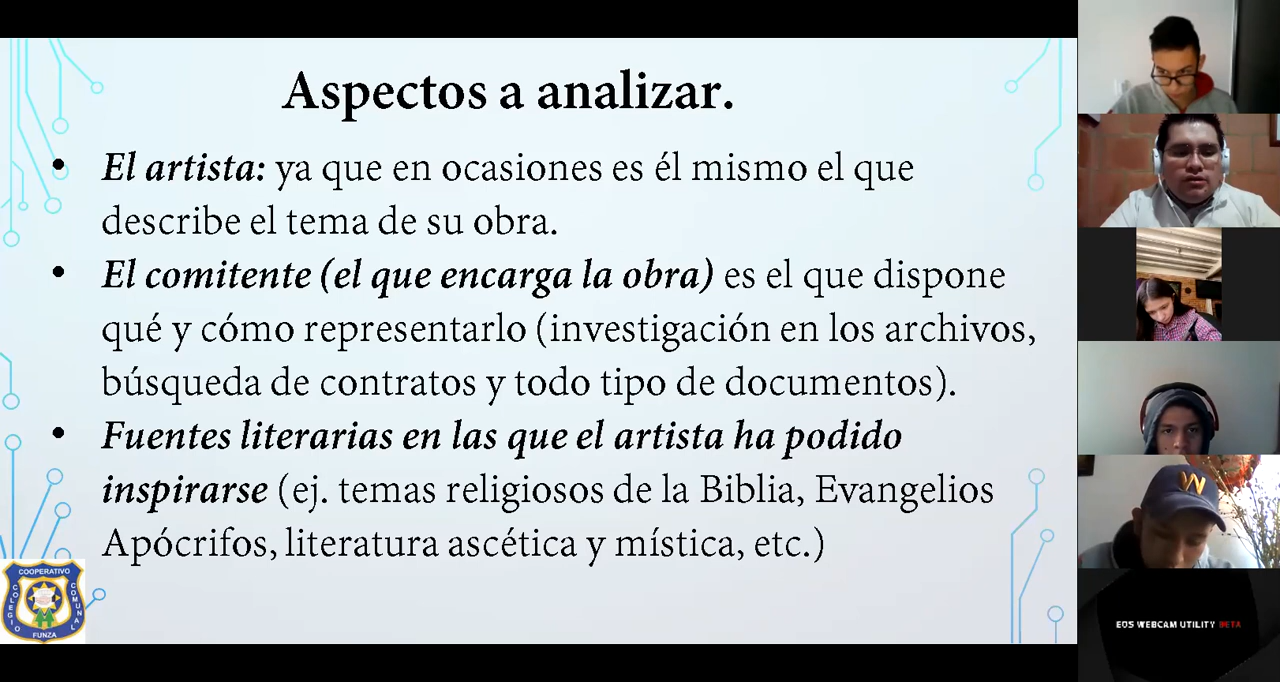 Aspectos a analizar.
• El artista: ya que en ocasiones es él mismo el que
describe el tema de su obra.
• El comitente (el que encarga la obra) es el que dispone
qué y cómo representarlo (investigación en los archivos,
búsqueda de contratos y todo tipo de documentos).
• Fuentes literarias en las que el artista ha podido
inspirarse (ej. temas religiosos de la Biblia, Evangelios
Apócrifos, literatura ascética y mística, etc.)
COOPERATIVO
COLEGIO
COMUNAL
FUNZA
W
EOS WEBCAM UTILITY BETA